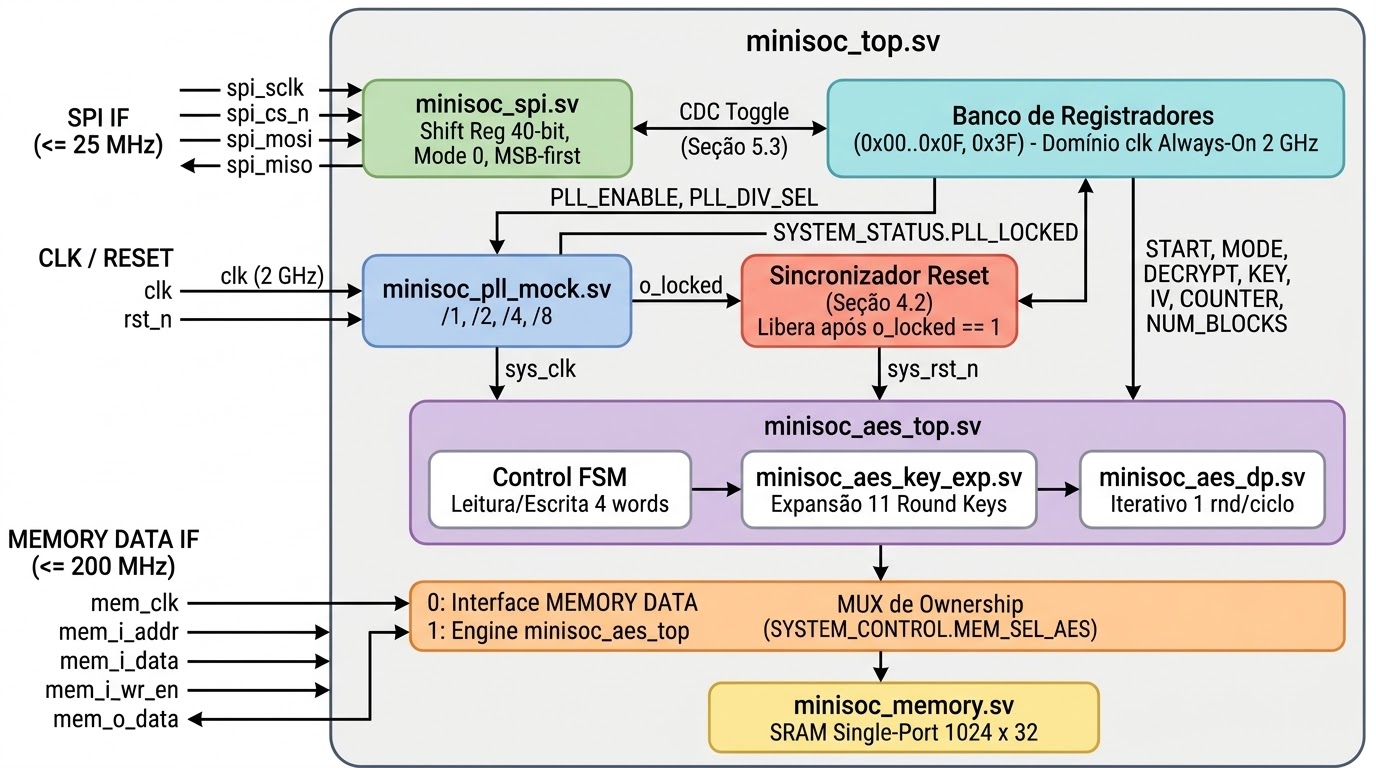 minisoc_top.sv
SPI IF
(<= 25 MHz)
spi_sclk
spi_cs_n
spi_mosi
spi_miso
minisoc_spi.sv
Shift Reg 40-bit,
Mode 0, MSB-first
CDC Toggle
(Seção 5.3)
Banco de Registradores
(0x00..0x0F, 0x3F) - Domínio clk Always-On 2 GHz
PLL_ENABLE, PLL_DIV_SEL
SYSTEM_STATUS.PLL_LOCKED
CLK / RESET
clk
rst_n
clk (2 GHz)
minisoc_pll_mock.sv
/1, /2, /4, /8
o_locked
Sincronizador Reset
(Seção 4.2)
Libera após o_locked == 1
START, MODE,
DECRYPT, KEY,
IV, COUNTER,
NUM_BLOCKS
sys_clk
sys_rst_n
minisoc_aes_top.sv
Control FSM
Leitura/Escrita 4 words
minisoc_aes_key_exp.sv
Expansão 11 Round Keys
minisoc_aes_dp.sv
Iterativo 1 rnd/ciclo
MEMORY DATA IF
(<= 200 MHz)
mem_clk
mem_i_addr
mem_i_data
mem_i_wr_en
mem_o_data
0: Interface MEMORY DATA
1: Engine minisoc_aes_top
MUX de Ownership
(SYSTEM_CONTROL.MEM_SEL_AES)
minisoc_memory.sv
SRAM Single-Port 1024 x 32